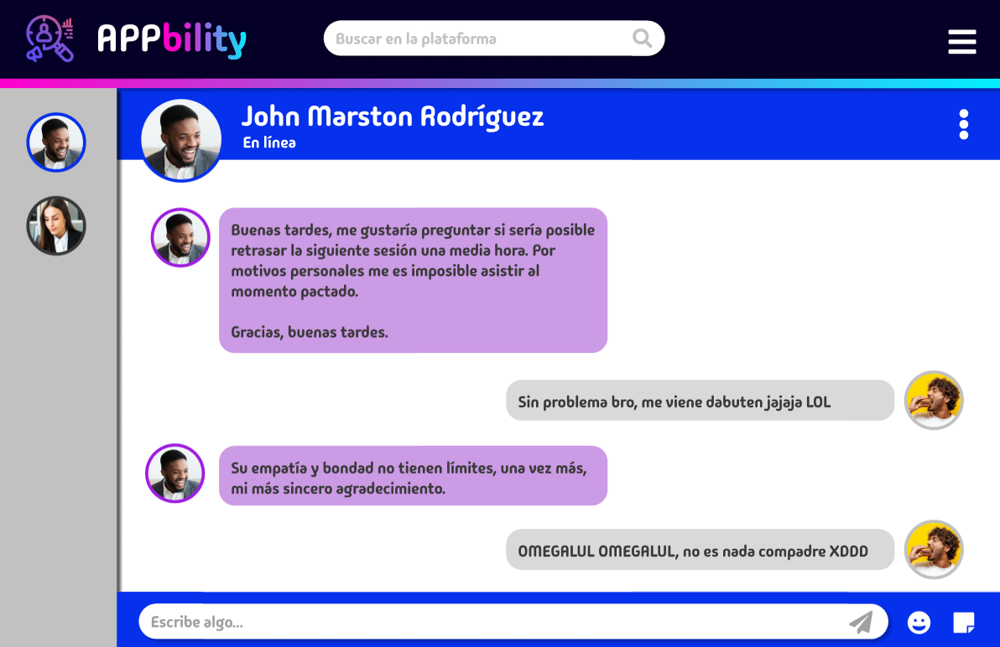 APPbility
Buscar en la plataforma
John Marston Rodríguez
En línea
Buenas tardes, me gustaría preguntar si sería posible
retrasar la siguiente sesión una media hora. Por
motivos personales me es imposible asistir al
momento pactado.
Gracias, buenas tardes.
Sin problema bro, me viene dabuten jajaja LOL
Su empatía y bondad no tienen límites, una vez más,
mi más sincero agradecimiento.
OMEGALUL OMEGALUL, no es nada compadre XDDD
Escribe algo...